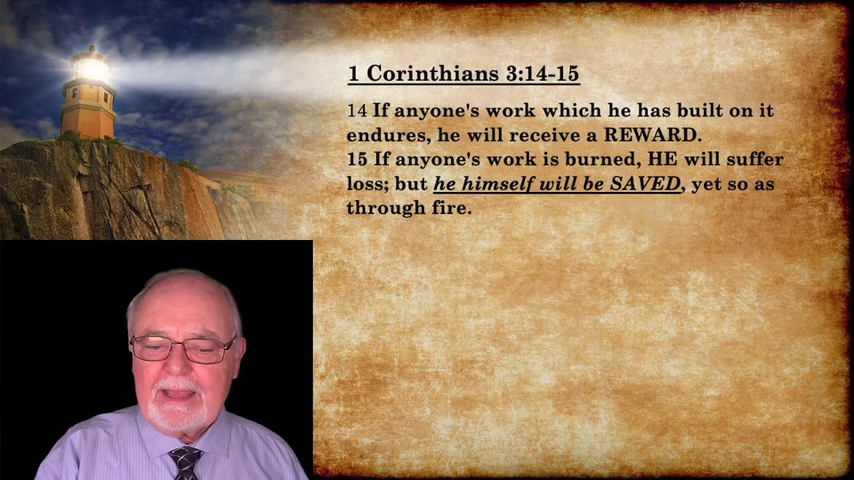 1 Corinthians 3:14-15
14 If anyone's work which he has built on it
endures, he will receive a REWARD.
15 If anyone's work is burned, HE will suffer
loss; but he himself will be SAVED, yet so as
through fire.